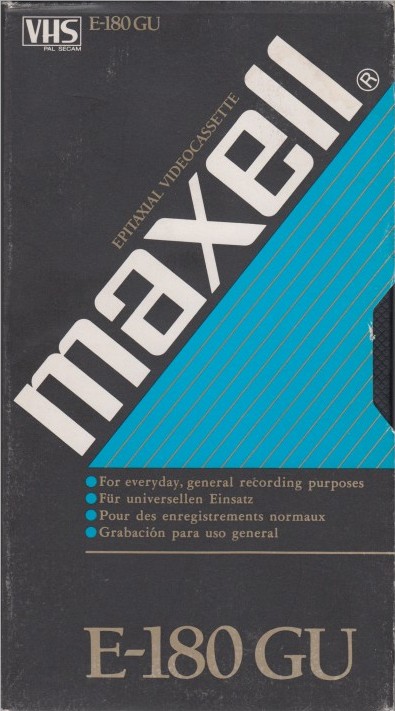 VHS E-180 GU
PAL SECAM
maxell®
EPITAXIAL VIDEOCASSETTE
For everyday, general recording purposes
Für universellen Einsatz
Pour des enregistrements normaux
Grabación para uso general
E-180 GU